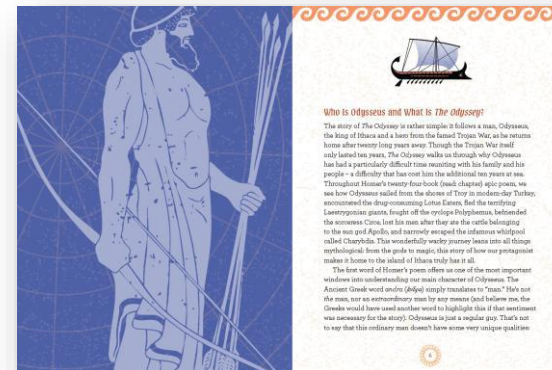 Who Is Odysseus and What Is The Odyssey?
The story of The Odyssey is rather simple: it follows a man, Odysseus,
the king of Ithaca and a hero from the famed Trojan War, as he returns
home after twenty long years away. Though the Trojan War itself
only lasted ten years, The Odyssey walks us through why Odysseus
has had a particularly difficult time reuniting with his family and his
people – a difficulty that has cost him the additional ten years at sea.
Throughout Homer's twenty-four-book (read: chapter) epic poem, we
see how Odysseus sailed from the shores of Troy in modern-day Turkey,
encountered the drug-consuming Lotus Eaters, fled the terrifying
Laestrygonian giants, fought off the cyclops Polyphemus, befriended
the sorceress Circe, lost his men after they ate the cattle belonging
to the sun god Apollo, and narrowly escaped the infamous whirlpool
called Charybdis. This wonderfully wacky journey leans into all things
mythological: from the gods to magic, this story of how our protagonist
makes it home to the island of Ithaca truly has it all.
The first word of Homer's poem offers us one of the most important
windows into understanding our main character of Odysseus. The
Ancient Greek word andra (ἄνδρα) simply translates to "man." He's not
the man, nor an extraordinary man by any means (and believe me, the
Greeks would have used another word to highlight this if that sentiment
was necessary for the story). Odysseus is just a regular guy. That's not
to say that this ordinary man doesn't have some very unique qualities